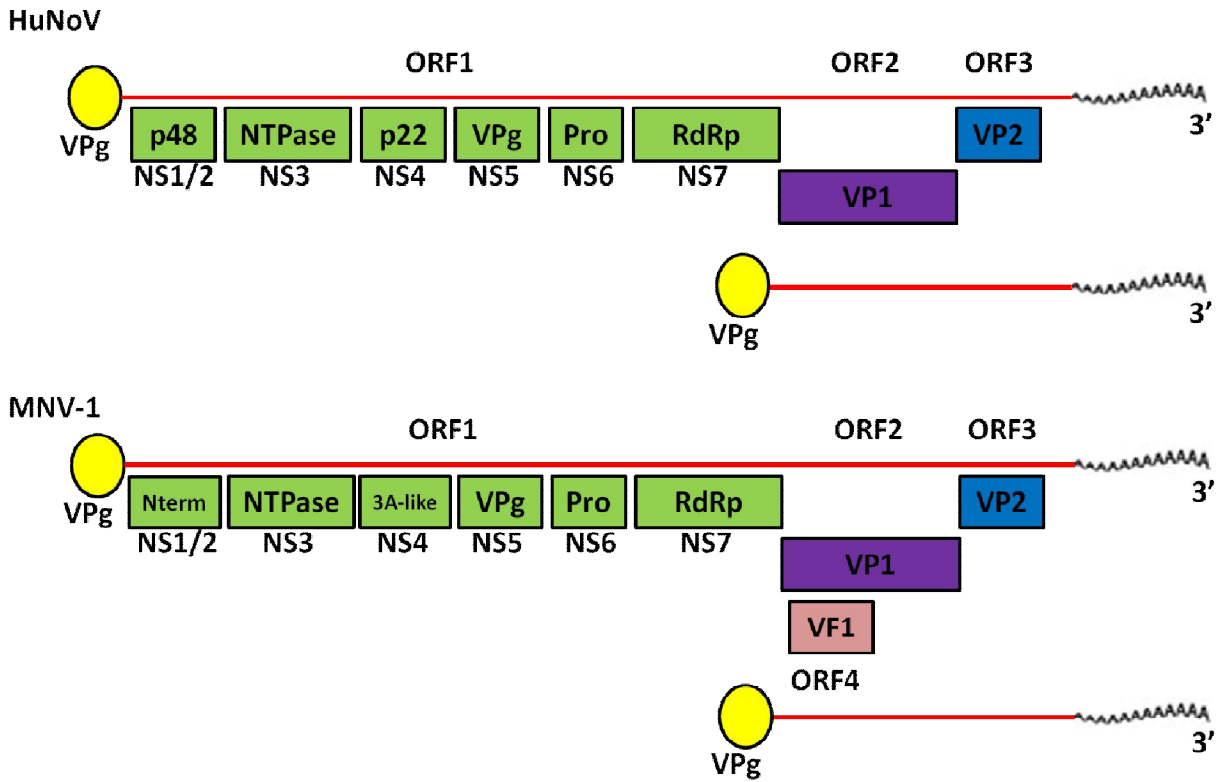 HuNoV
ORF1 ORF2 ORF3
VPg 3’
p48 NTPase p22 VPg Pro RdRp VP2
NS1/2 NS3 NS4 NS5 NS6 NS7
VP1
VPg 3’
MNV-1
ORF1 ORF2 ORF3
VPg 3’
Nterm NTPase 3A-like VPg Pro RdRp VP2
NS1/2 NS3 NS4 NS5 NS6 NS7
VP1
VF1
ORF4
VPg 3’